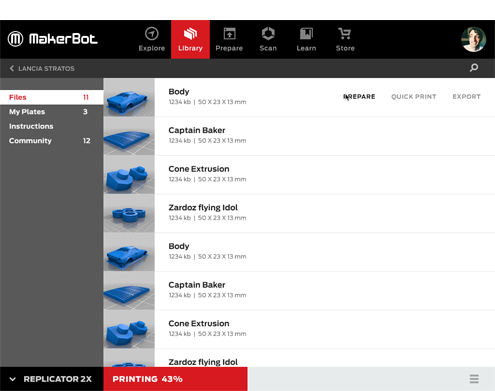 MakerBot
Explore
Library
Prepare
Scan
Learn
Store
LANCIA STRATOS
Files 11
My Plates 3
Instructions
Community 12
Body
1234 kb | 50 X 23 X 13 mm
PREPARE QUICK PRINT EXPORT
Captain Baker
1234 kb | 50 X 23 X 13 mm
Cone Extrusion
1234 kb | 50 X 23 X 13 mm
Zardoz flying Idol
1234 kb | 50 X 23 X 13 mm
Body
1234 kb | 50 X 23 X 13 mm
Captain Baker
1234 kb | 50 X 23 X 13 mm
Cone Extrusion
1234 kb | 50 X 23 X 13 mm
Zardoz flying Idol
REPLICATOR 2X
PRINTING 43%